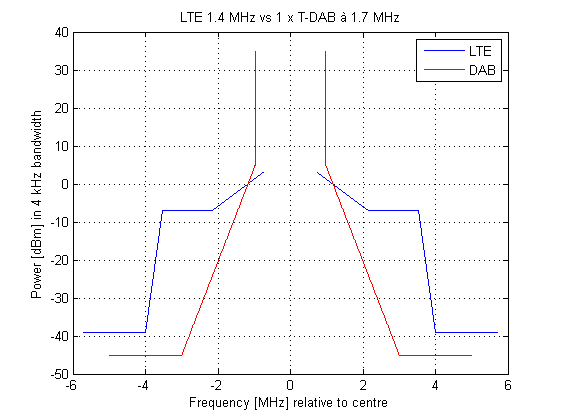 LTE 1.4 MHz vs 1 x T-DAB à 1.7 MHz
Power [dBm] in 4 kHz bandwidth
40
30
20
10
0
-10
-20
-30
-40
-50
LTE
DAB
-6 -4 -2 0 2 4 6
Frequency [MHz] relative to centre